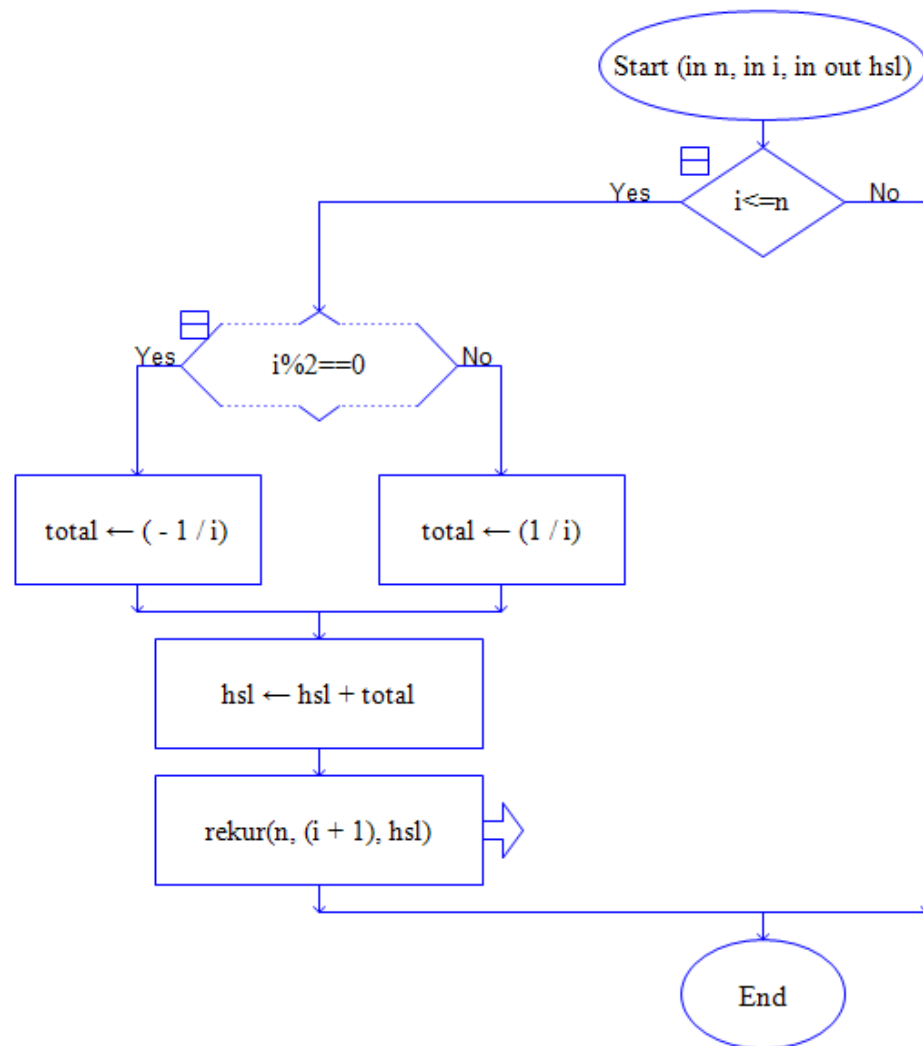 Start (in n, in i, in out hsl)
i<=n
Yes
No
i%2==0
Yes
No
total ← ( - 1 / i)
total ← (1 / i)
hsl ← hsl + total
rekur(n, (i + 1), hsl)
End